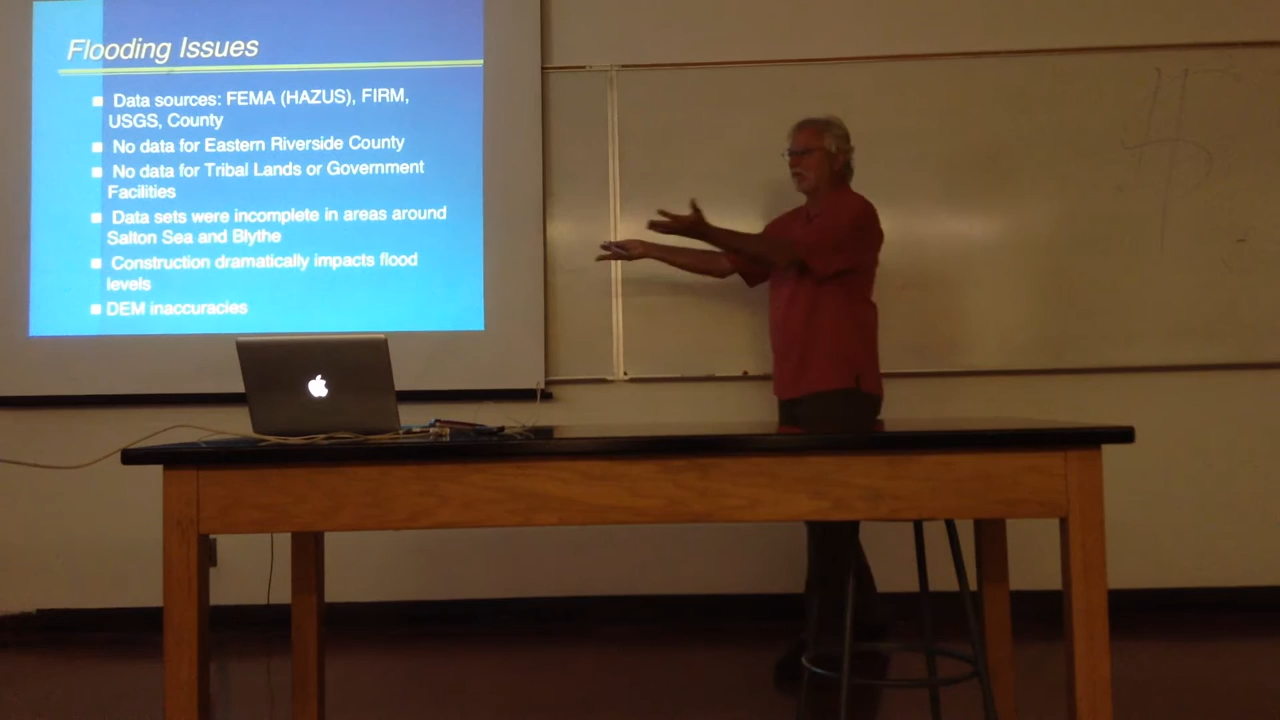 Flooding Issues
Data sources: FEMA (HAZUS), FIRM,
USGS, County
No data for Eastern Riverside County
No data for Tribal Lands or Government
Facilities
Data sets were incomplete in areas around
Salton Sea and Blythe
Construction dramatically impacts flood
levels
DEM inaccuracies